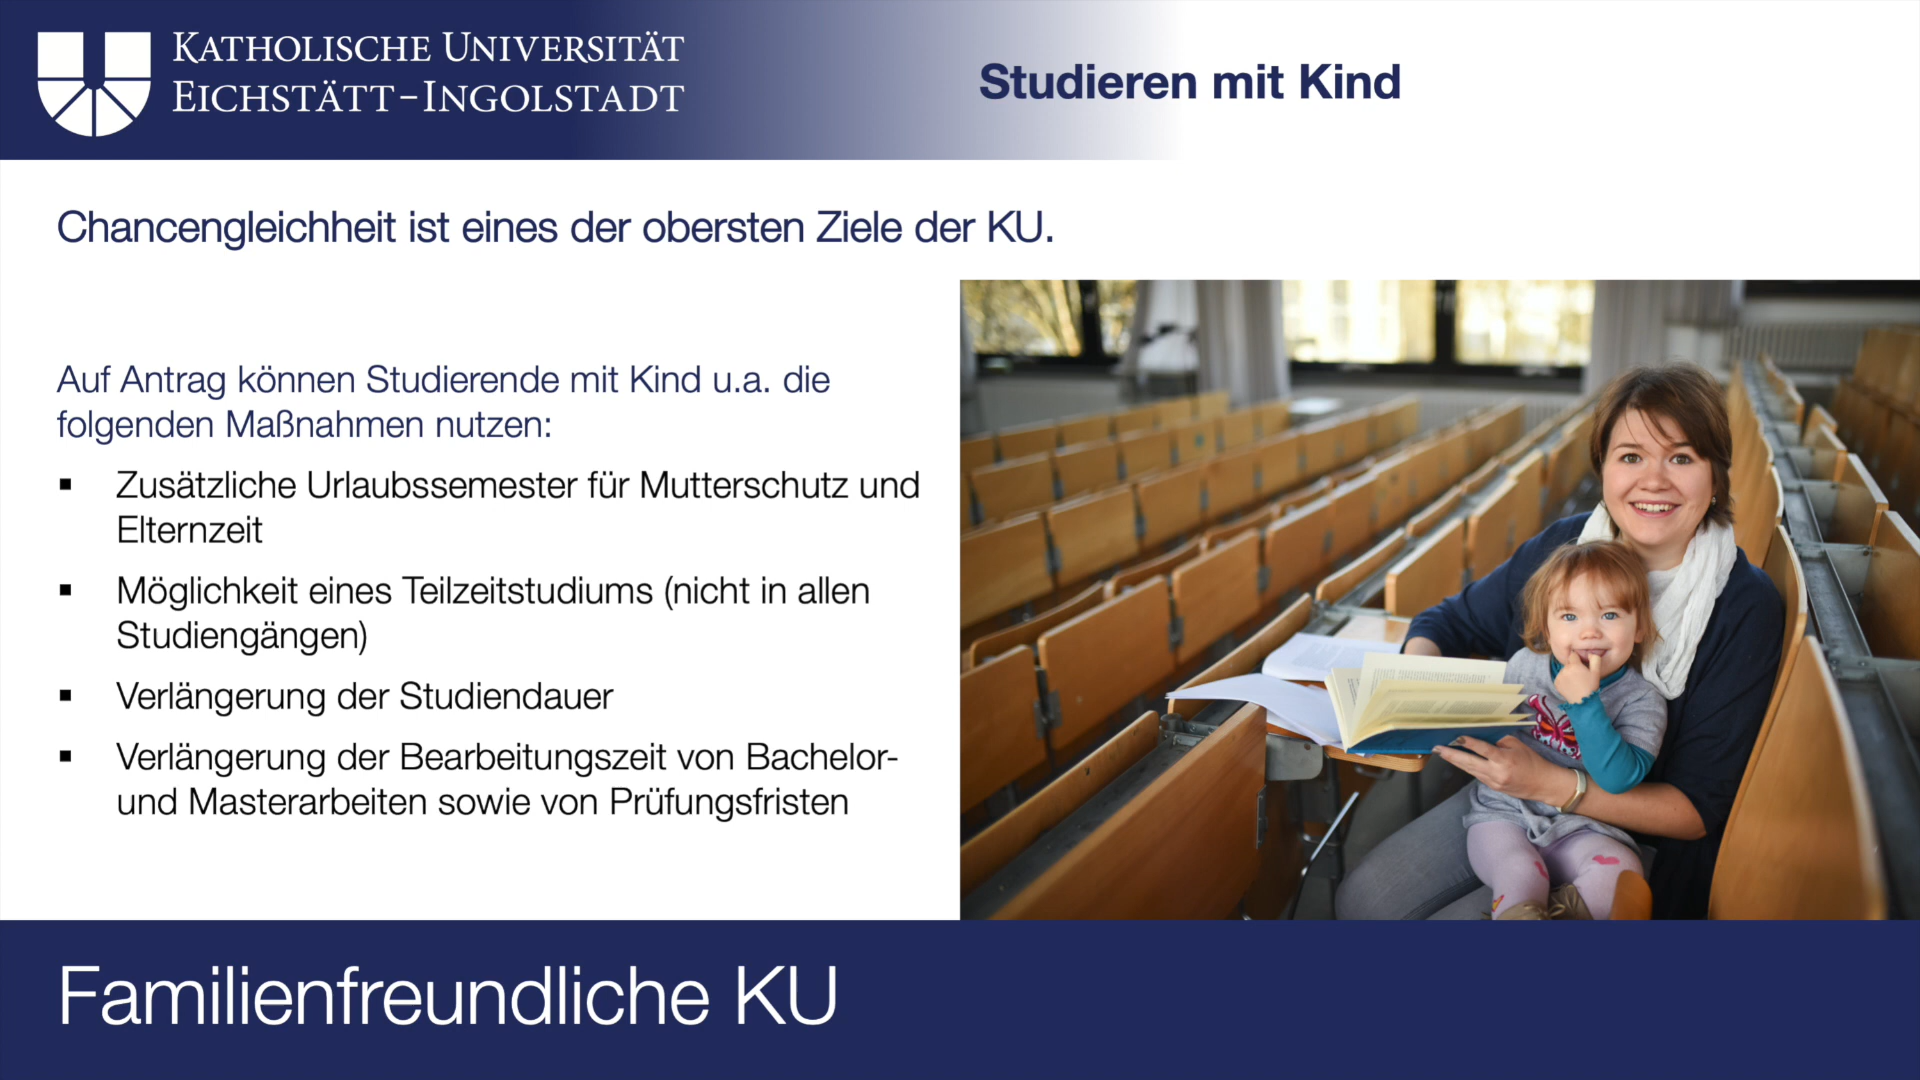 KATHOLISCHE UNIVERSITÄT
EICHSTÄTT-INGOLSTADT
Studieren mit Kind
Chancengleichheit ist eines der obersten Ziele der KU.
Auf Antrag können Studierende mit Kind u.a. die
folgenden Maßnahmen nutzen:
▪ Zusätzliche Urlaubssemester für Mutterschutz und
Elternzeit
▪ Möglichkeit eines Teilzeitstudiums (nicht in allen
Studiengängen)
▪ Verlängerung der Studiendauer
▪ Verlängerung der Bearbeitungszeit von Bachelor-
und Masterarbeiten sowie von Prüfungsfristen
Familienfreundliche KU